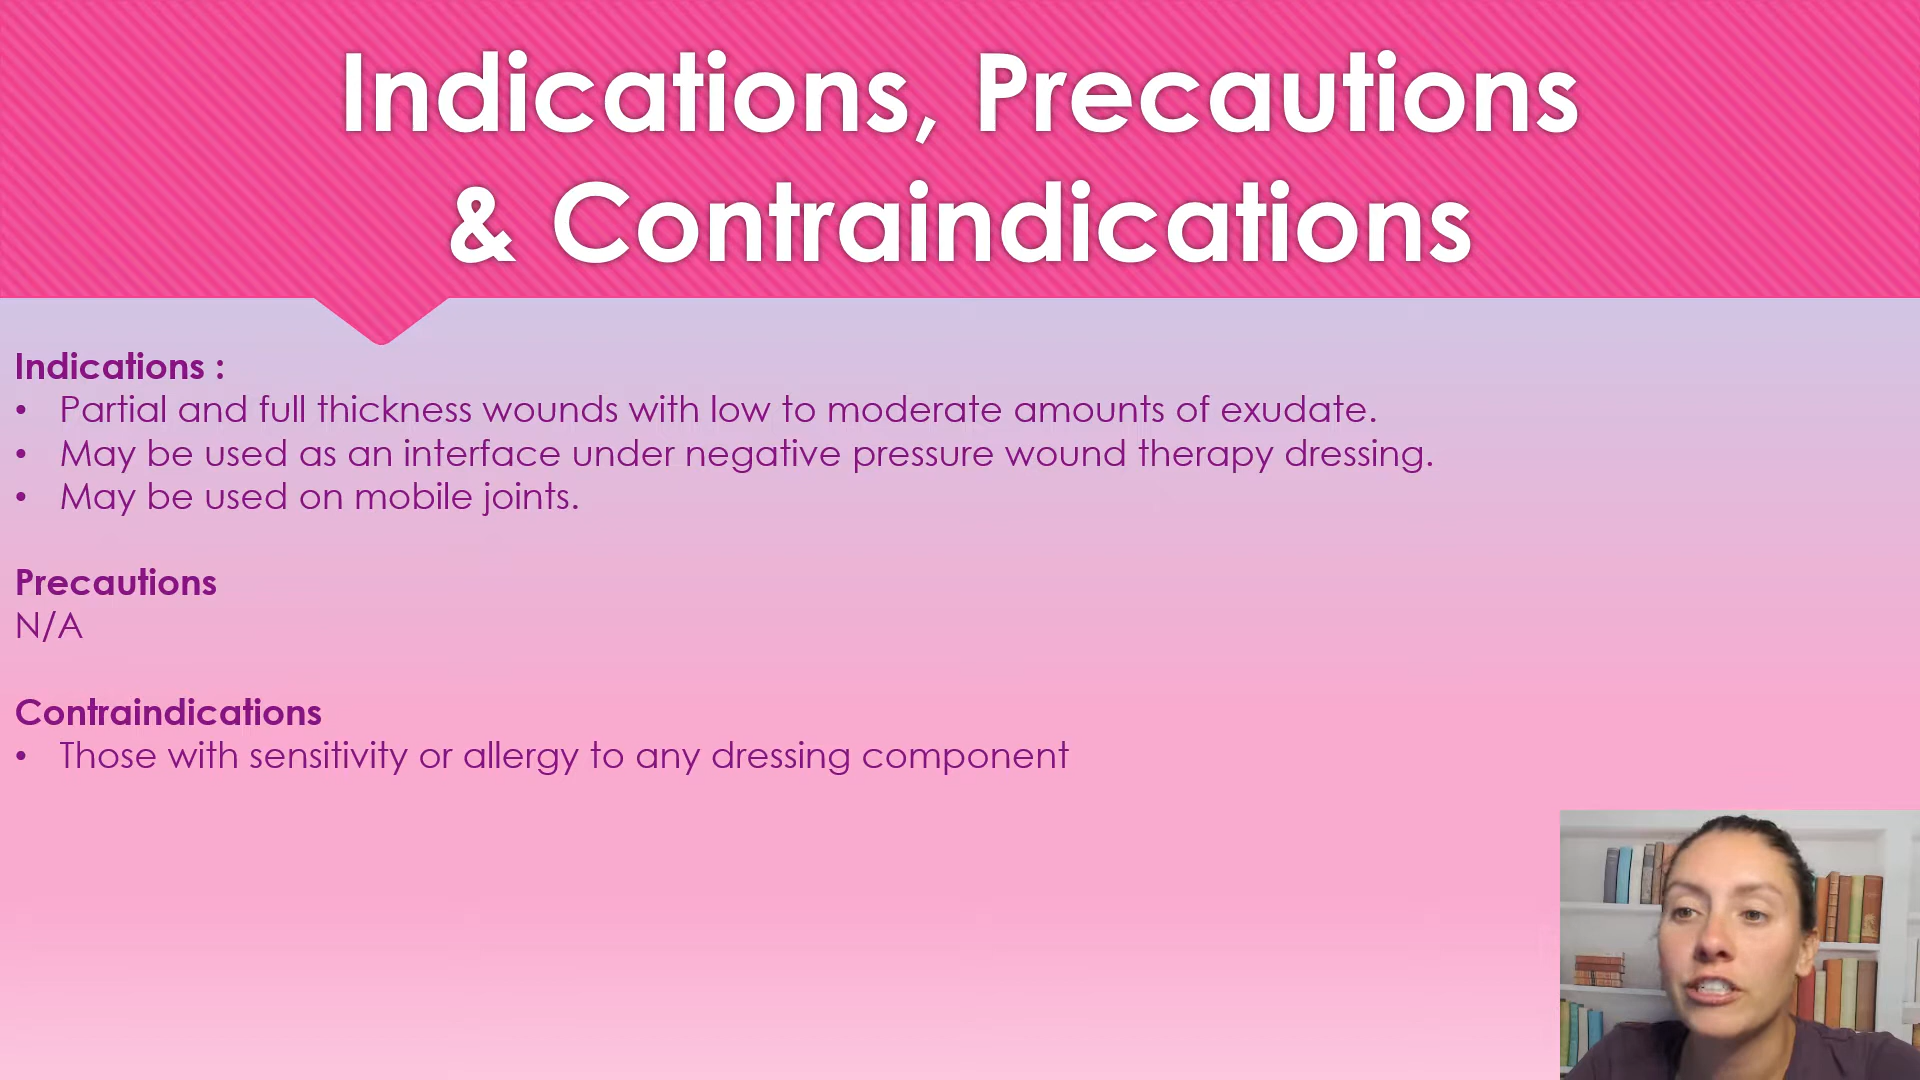 Indications, Precautions
& Contraindications
Indications :
• Partial and full thickness wounds with low to moderate amounts of exudate.
• May be used as an interface under negative pressure wound therapy dressing.
• May be used on mobile joints.
Precautions
N/A
Contraindications
• Those with sensitivity or allergy to any dressing component